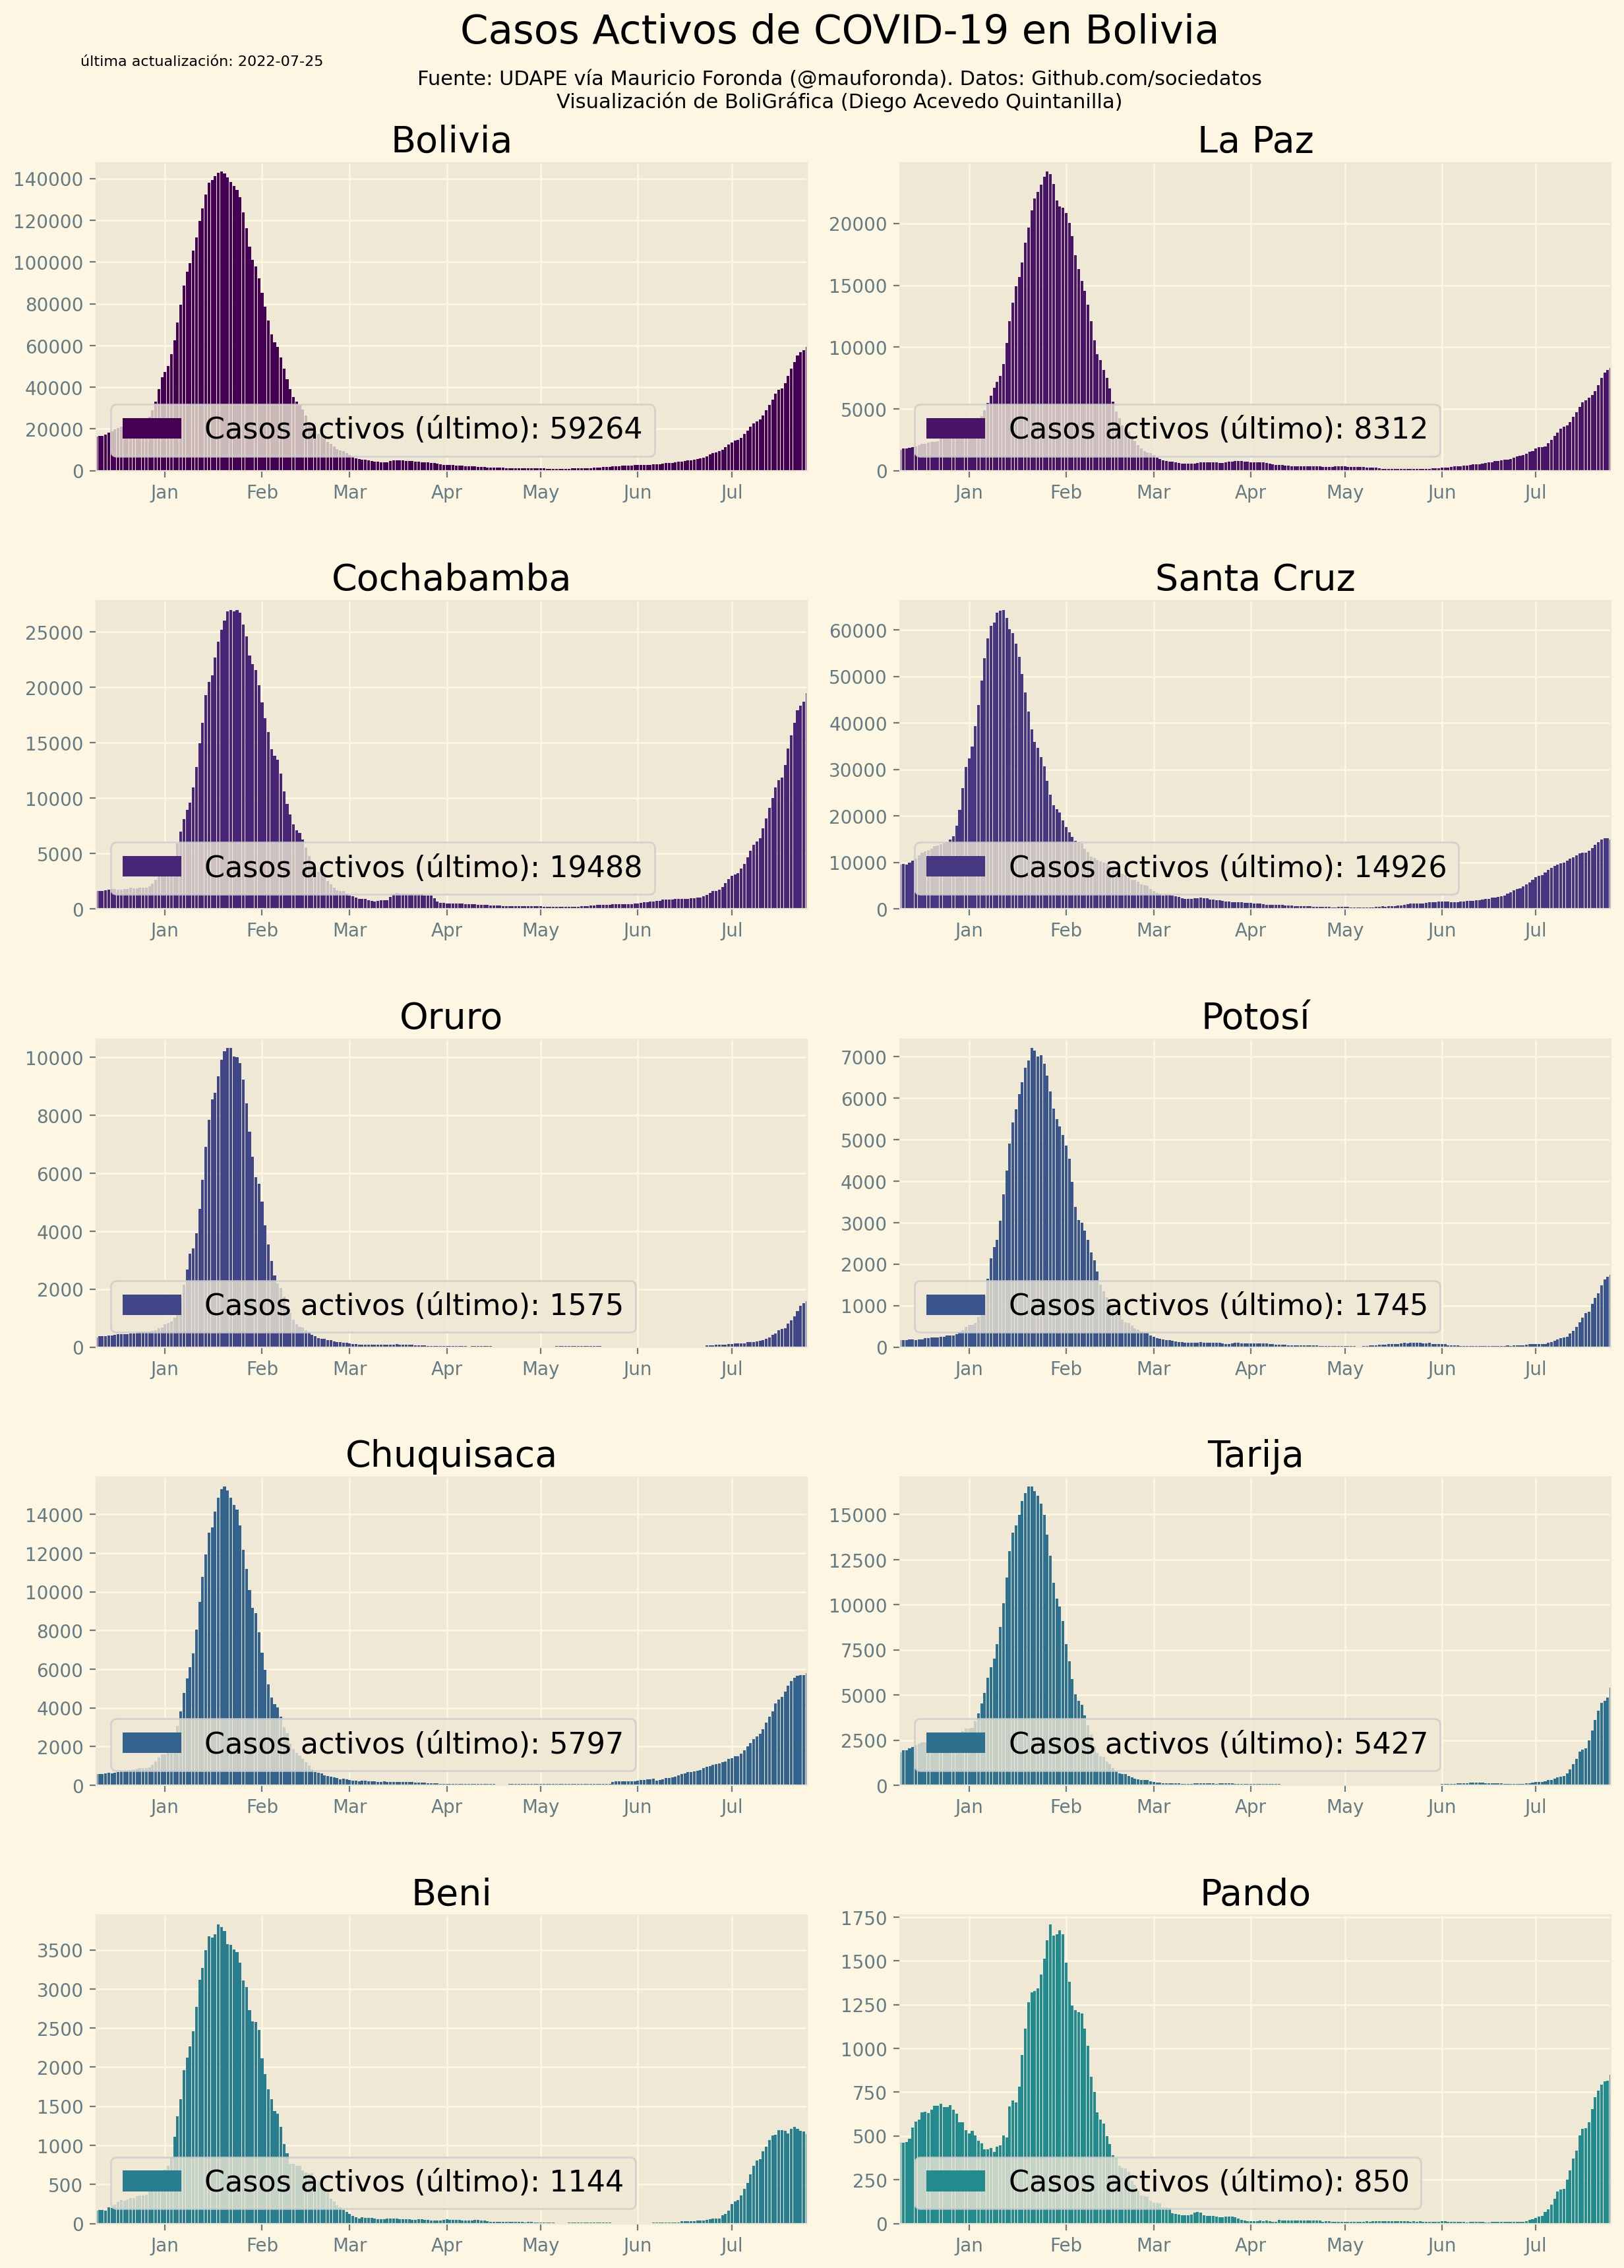 Casos Activos de COVID-19 en Bolivia
última actualización: 2022-07-25
Fuente: UDAPE vía Mauricio Foronda (@mauforonda). Datos: Github.com/sociedatos
Visualización de BoliGráfica (Diego Acevedo Quintanilla)
Bolivia
140000
120000
100000
80000
60000
40000
20000
0
Casos activos (último): 59264
Jan Feb Mar Apr May Jun Jul
La Paz
20000
15000
10000
5000
0
Casos activos (último): 8312
Jan Feb Mar Apr May Jun Jul
Cochabamba
25000
20000
15000
10000
5000
0
Casos activos (último): 19488
Jan Feb Mar Apr May Jun Jul
Santa Cruz
60000
50000
40000
30000
20000
10000
0
Casos activos (último): 14926
Jan Feb Mar Apr May Jun Jul
Oruro
10000
8000
6000
4000
2000
0
Casos activos (último): 1575
Jan Feb Mar Apr May Jun Jul
Potosí
7000
6000
5000
4000
3000
2000
1000
0
Casos activos (último): 1745
Jan Feb Mar Apr May Jun Jul
Chuquisaca
14000
12000
10000
8000
6000
4000
2000
0
Casos activos (último): 5797
Jan Feb Mar Apr May Jun Jul
Tarija
15000
12500
10000
7500
5000
2500
0
Casos activos (último): 5427
Jan Feb Mar Apr May Jun Jul
Beni
3500
3000
2500
2000
1500
1000
500
0
Casos activos (último): 1144
Jan Feb Mar Apr May Jun Jul
Pando
1750
1500
1250
1000
750
500
250
0
Casos activos (último): 850
Jan Feb Mar Apr May Jun Jul